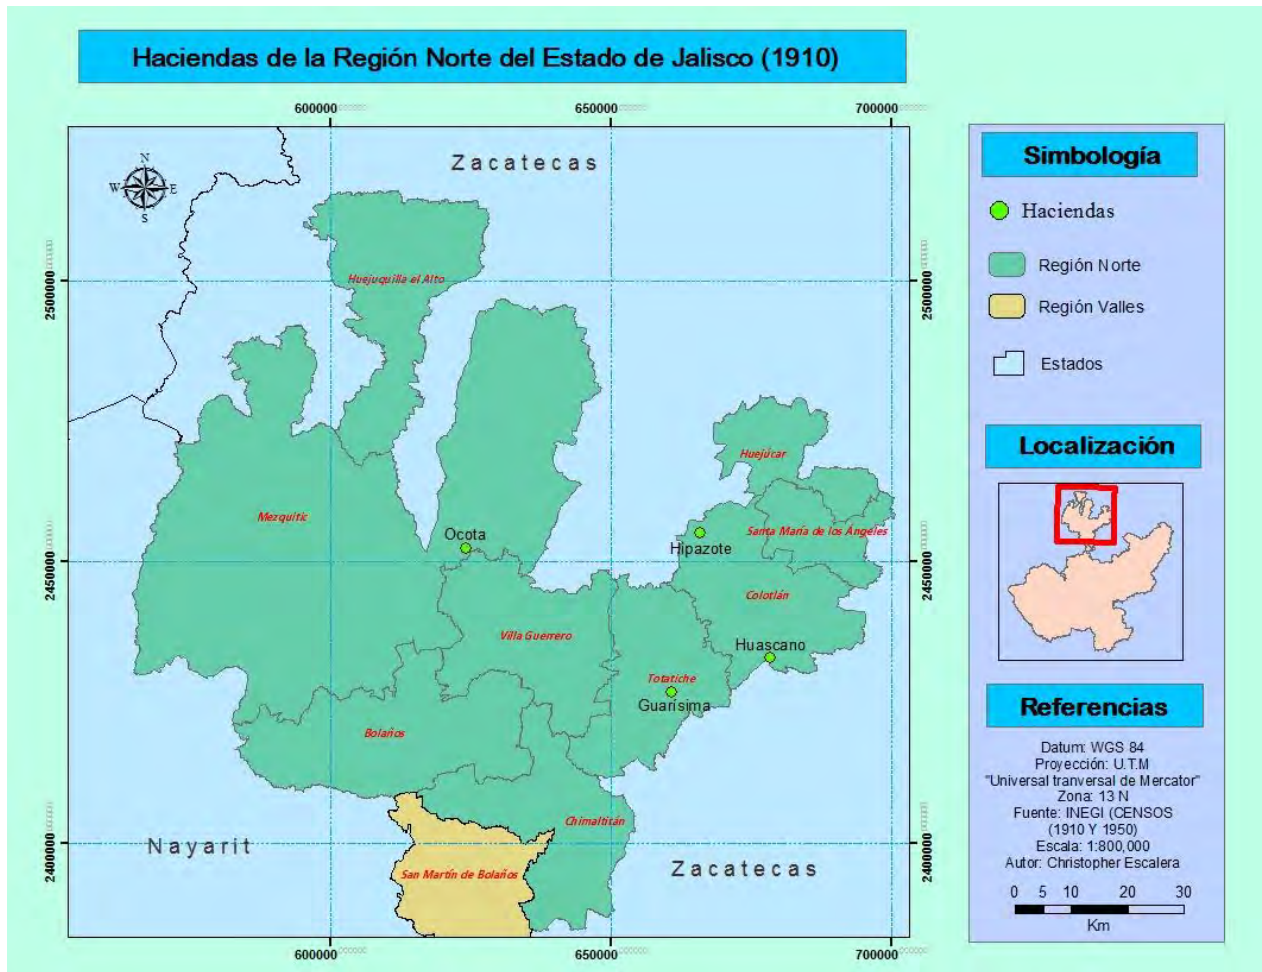 Haciendas de la Región Norte del Estado de Jalisco (1910)
600000 650000 700000
N
W E
S
Zacatecas
2500000
2500000
Huejuquilla el Alto
Huejúcar
Mezquitic
Santa María de los Angeles
Ocota
Hipazote
2450000
2450000
Colotlán
Villa Guerrero
Huascano
Totatiche
Guarísima
Bolaños
Chimaltitán
2400000
2400000
Nayarit
San Martín de Bolaños
Zacatecas
600000 650000 700000
Simbología
Haciendas
Región Norte
Región Valles
Estados
Localización
Referencias
Datum: WGS 84
Proyección: U.T.M
"Universal tranversal de Mercator"
Zona: 13 N
Fuente: INEGI (CENSOS
(1910 Y 1950)
Escala: 1:800,000
Autor: Christopher Escalera
0 5 10 20 30
Km